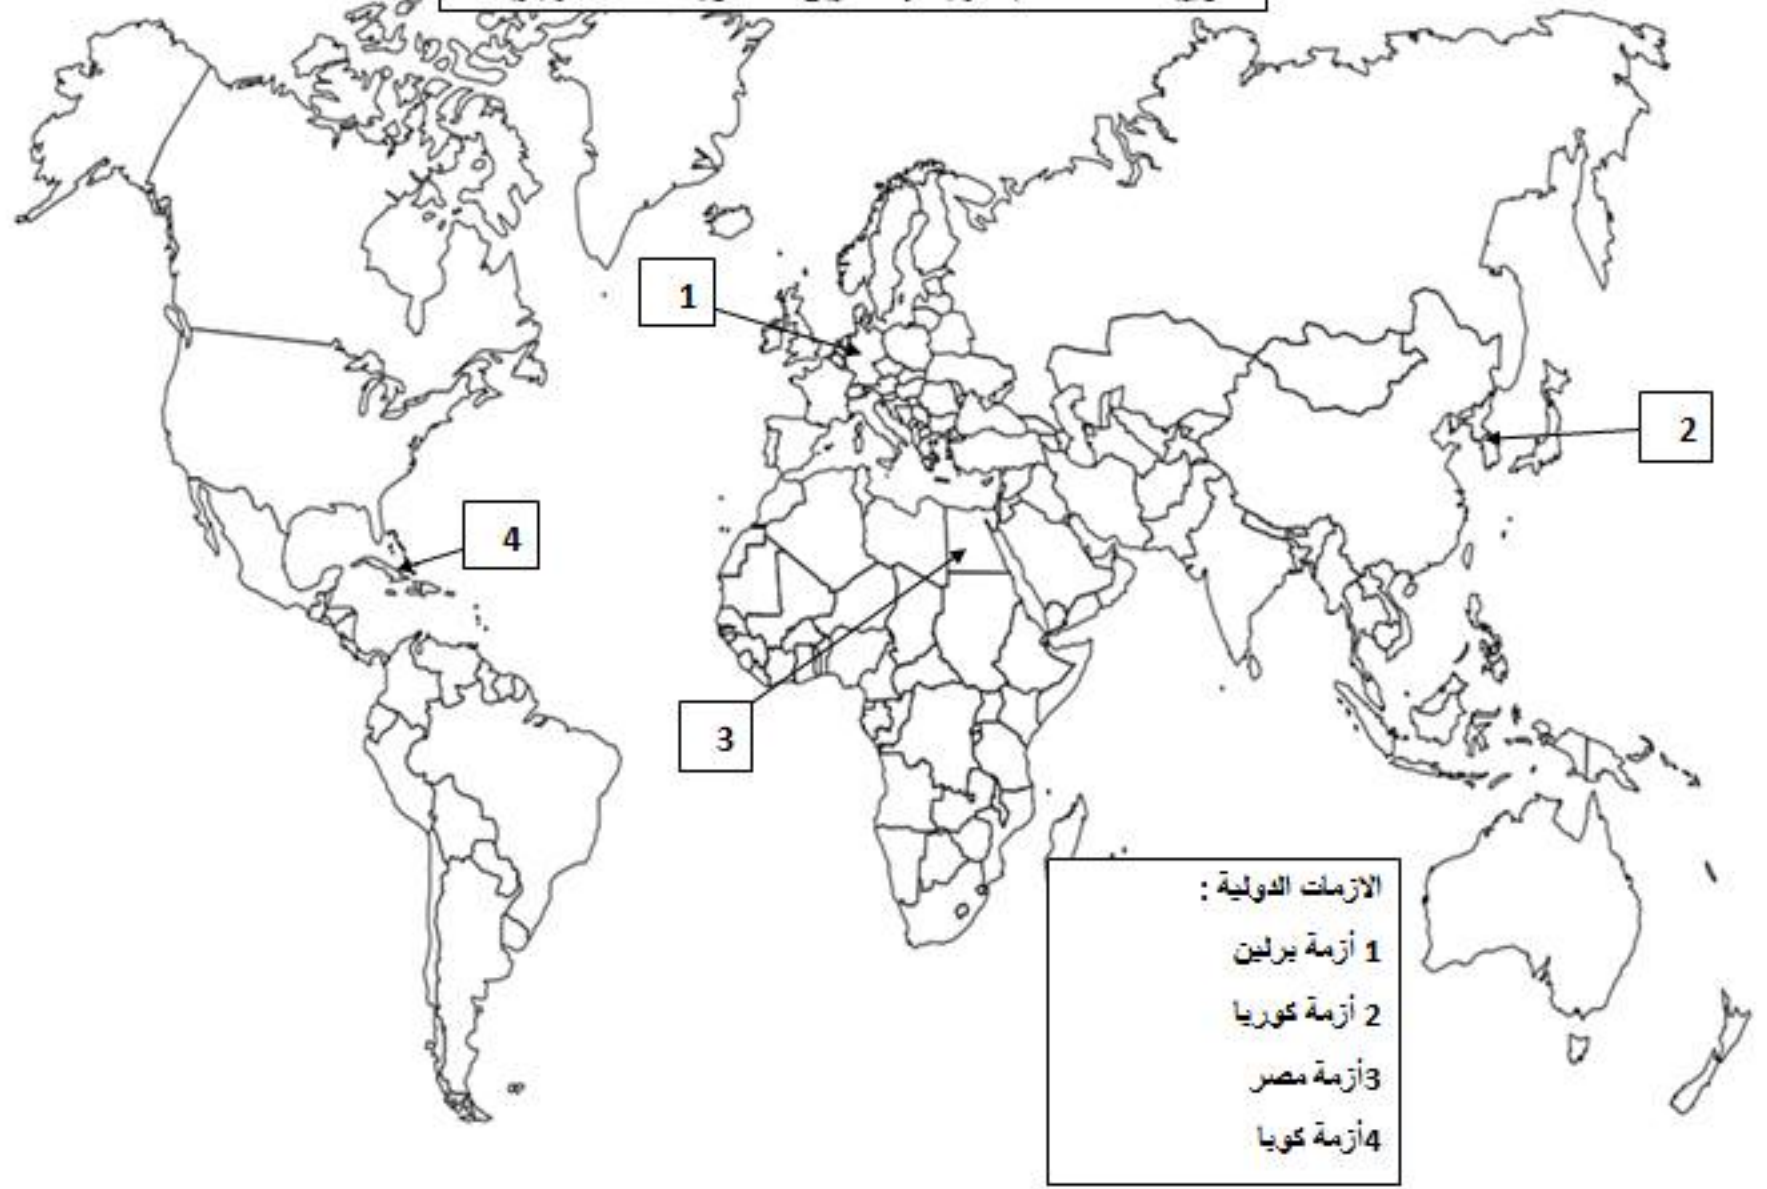 1
2
4
3
الازمات الدولية :
1 أزمة برلين
2 أزمة كوريا
3أزمة مصر
4أزمة كوبا